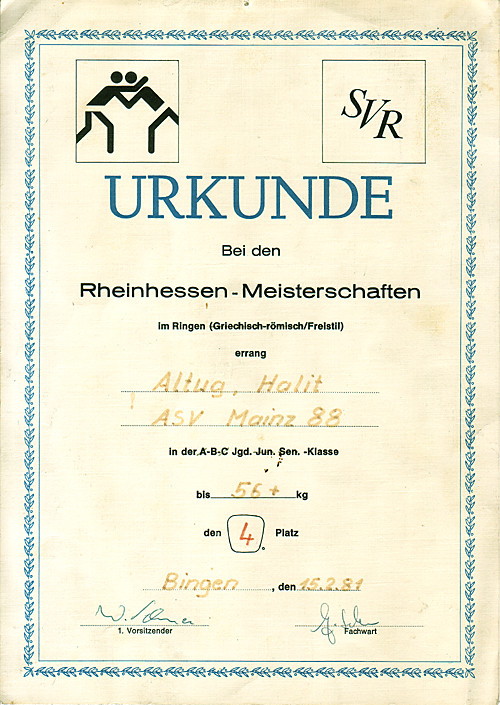 SVR
URKUNDE
Bei den
Rheinhessen - Meisterschaften
im Ringen (Griechisch-römisch/Freistil)
errang
Altug, Halit
ASV Mainz 88
in der A-B-C Jgd. Jun. Sen. -Klasse
bis 56+ kg
den 4. Platz
Bingen, den 15.2.81
1. Vorsitzender
Fachwart